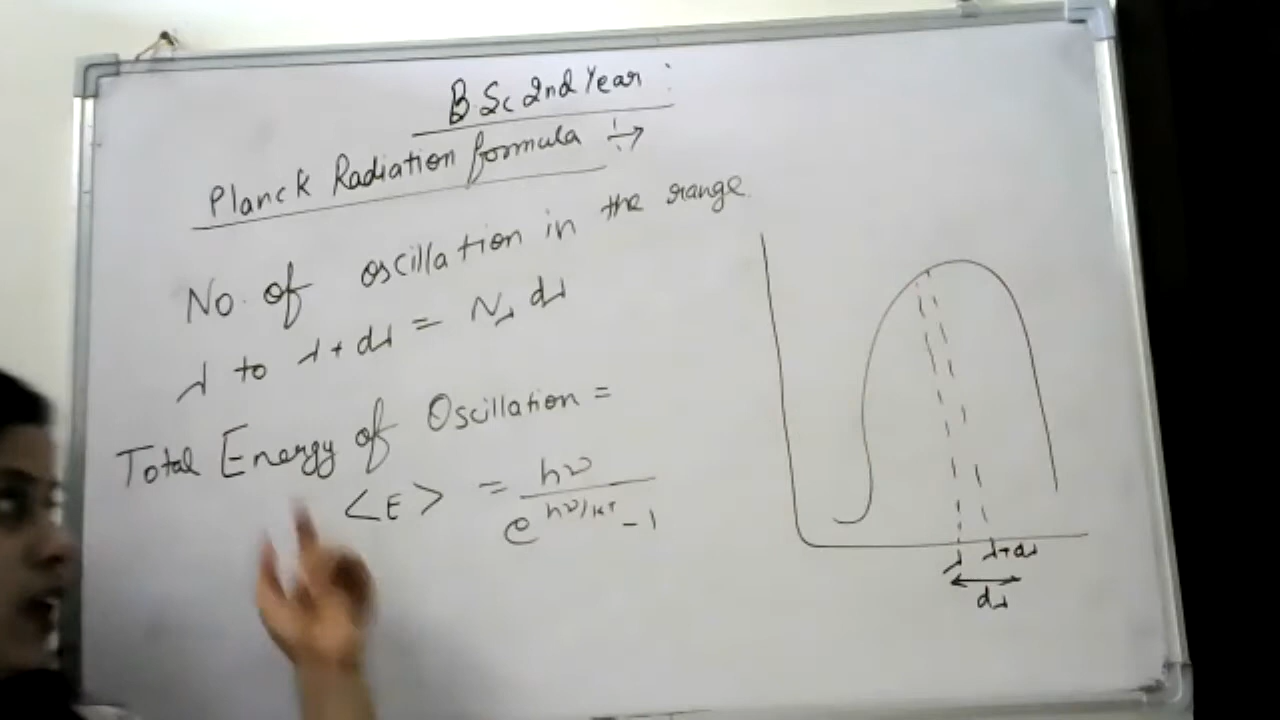 B.Sc 2nd Year :
Planck Radiation formula :→
No. of oscillation in the range
λ to λ+dλ = Nλ dλ
Total Energy of Oscillation =
<E> = hν / e^hν/kT - 1
λ λ+dλ
dλ